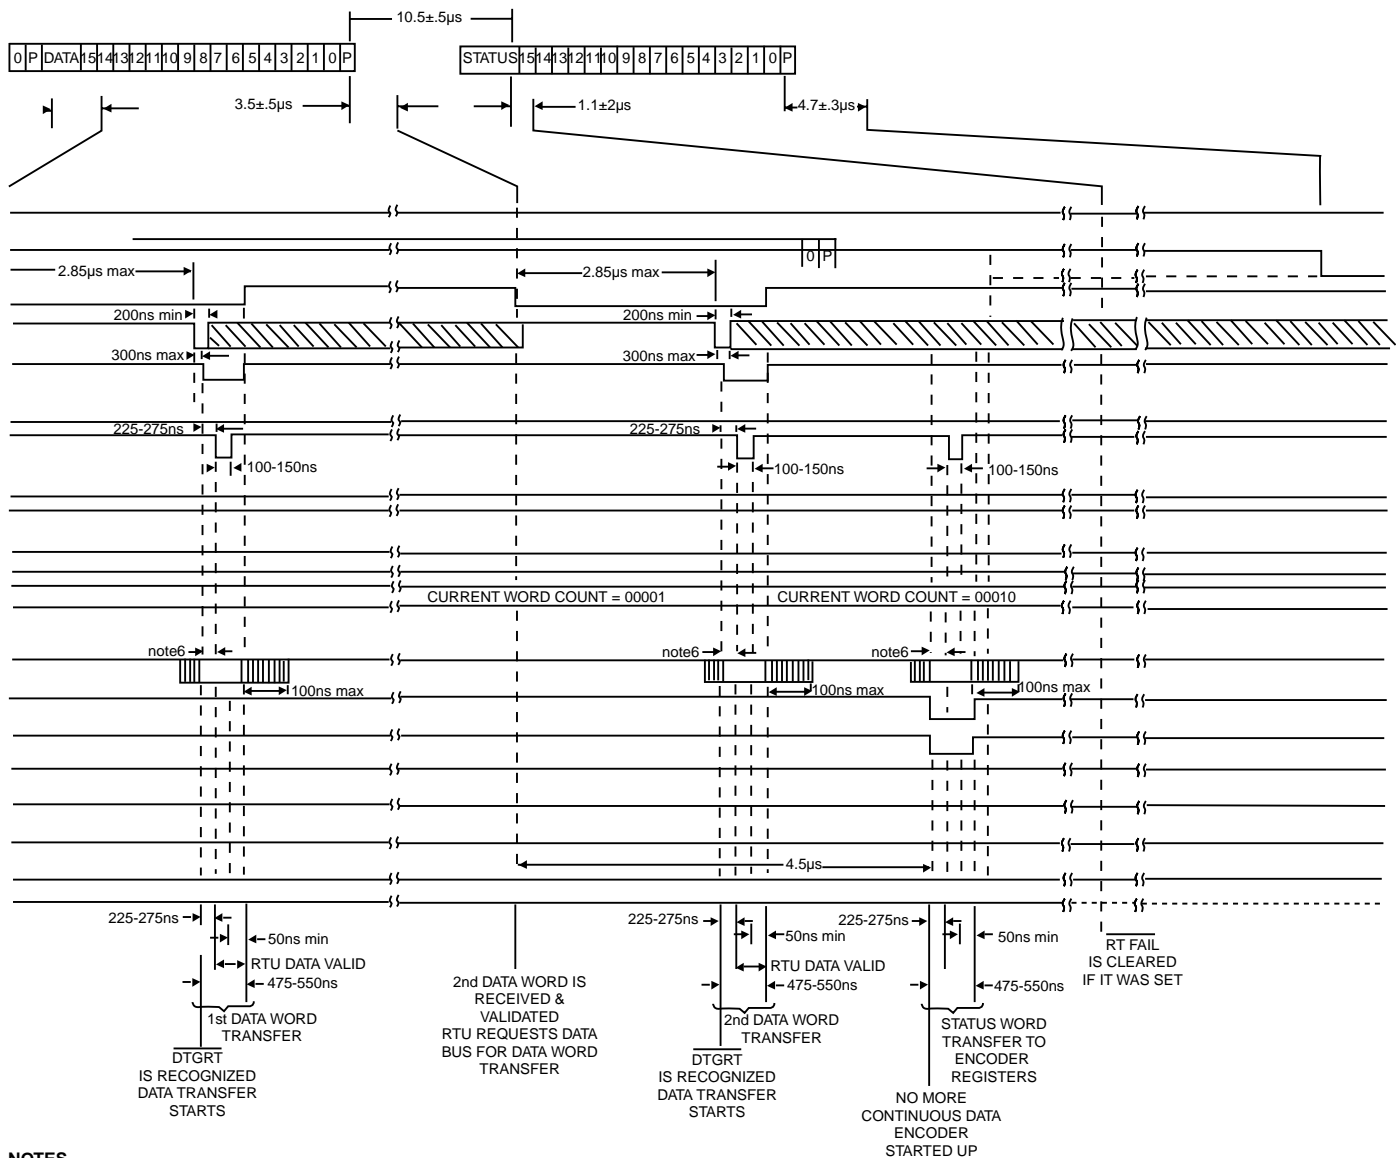 10.5±.5µs
0 P DATA 15 14 13 12 11 10 9 8 7 6 5 4 3 2 1 0 P
STATUS 15 14 13 12 11 10 9 8 7 6 5 4 3 2 1 0 P
3.5±.5µs
1.1±2µs
4.7±.3µs
0 P
2.85µs max
2.85µs max
200ns min
200ns min
300ns max
300ns max
225-275ns
225-275ns
100-150ns
100-150ns
100-150ns
CURRENT WORD COUNT = 00001
CURRENT WORD COUNT = 00010
note6
note6
note6
100ns max
100ns max
100ns max
4.5µs
225-275ns
225-275ns
225-275ns
50ns min
50ns min
50ns min
RTU DATA VALID
RTU DATA VALID
475-550ns
475-550ns
475-550ns
1st DATA WORD
TRANSFER
DTGRT
IS RECOGNIZED
DATA TRANSFER
STARTS
2nd DATA WORD IS
RECEIVED &
VALIDATED
RTU REQUESTS DATA
BUS FOR DATA WORD
TRANSFER
2nd DATA WORD
TRANSFER
DTGRT
IS RECOGNIZED
DATA TRANSFER
STARTS
STATUS WORD
TRANSFER TO
ENCODER
REGISTERS
NO MORE
CONTINUOUS DATA
ENCODER
STARTED UP
RT FAIL
IS CLEARED
IF IT WAS SET
NOTES